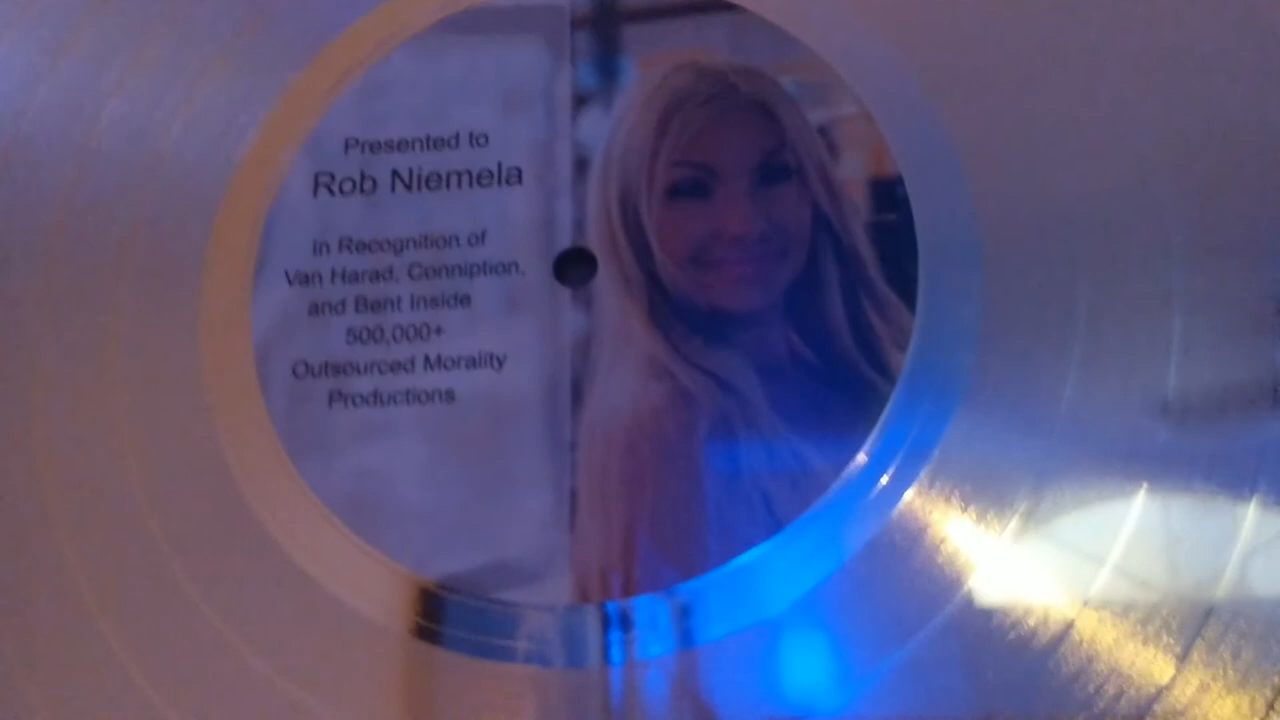 Presented to
Rob Niemela
In Recognition of
Van Harad, Conniption,
and Bent Inside
500,000+
Outsourced Morality
Productions